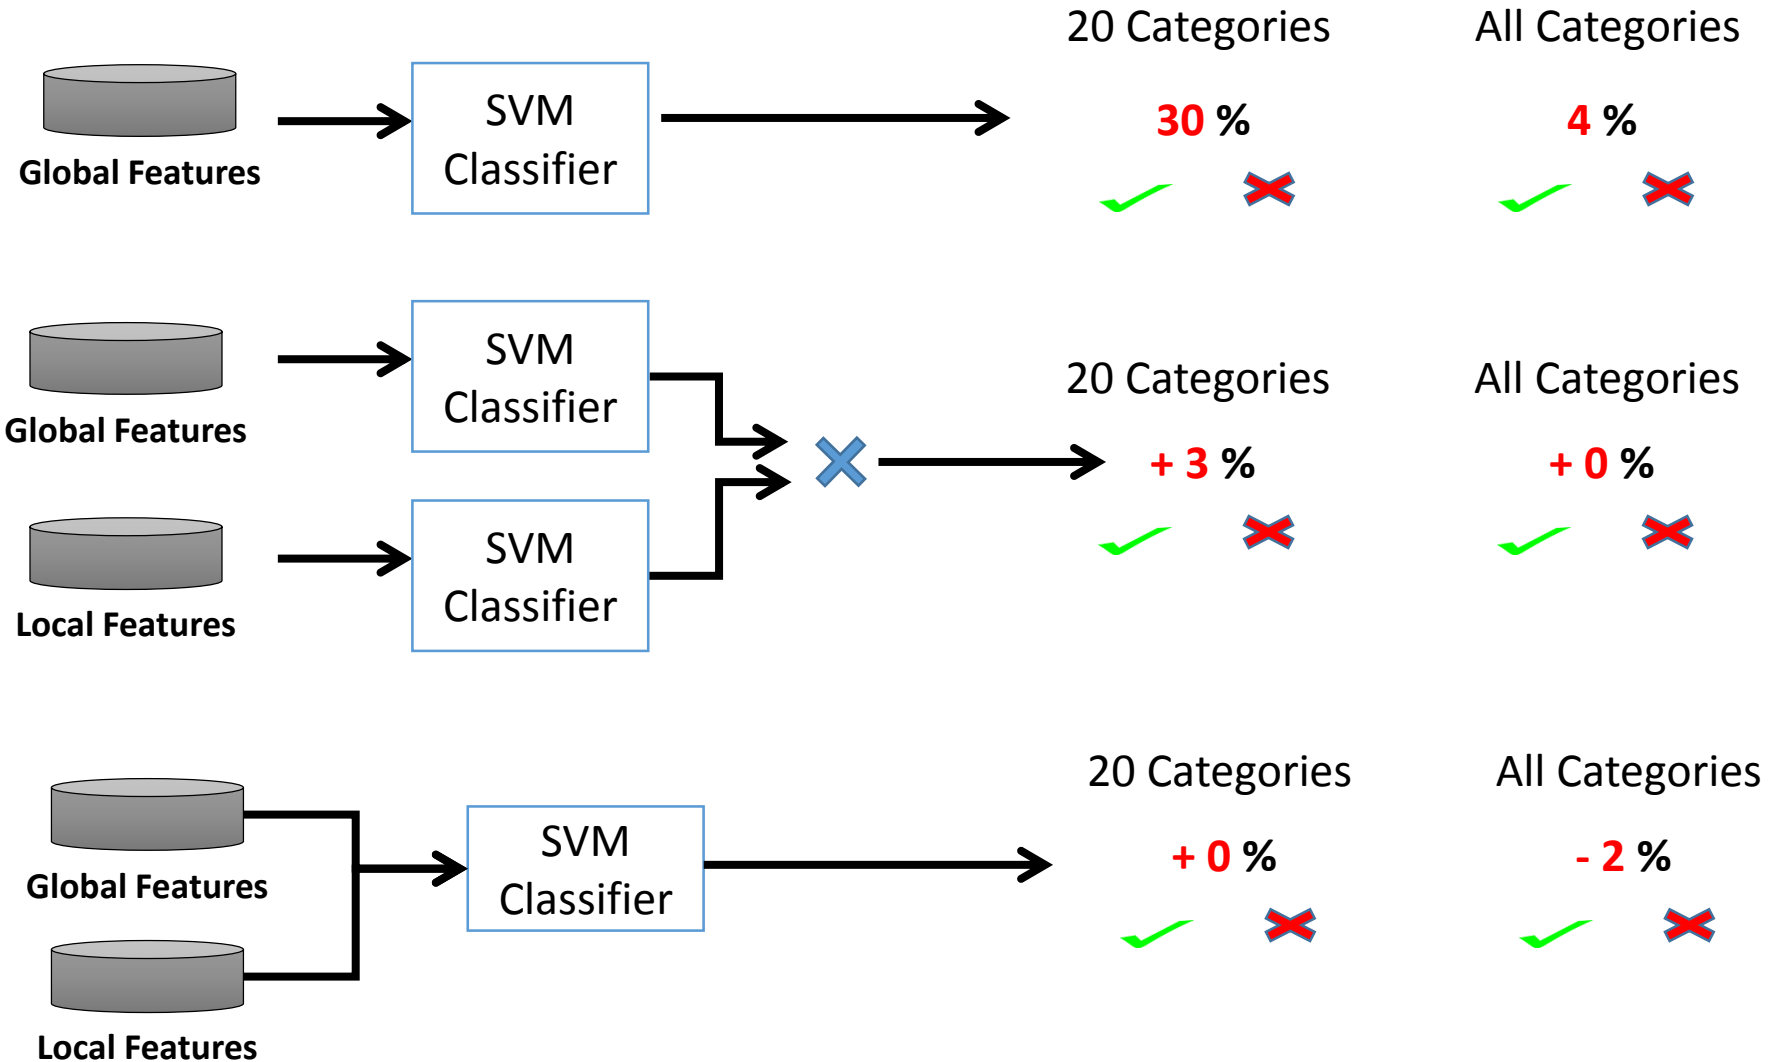 20 Categories
All Categories
Global Features
SVM
Classifier
30 %
4 %
Global Features
SVM
Classifier
Local Features
SVM
Classifier
20 Categories
All Categories
+ 3 %
+ 0 %
Global Features
Local Features
SVM
Classifier
20 Categories
All Categories
+ 0 %
- 2 %